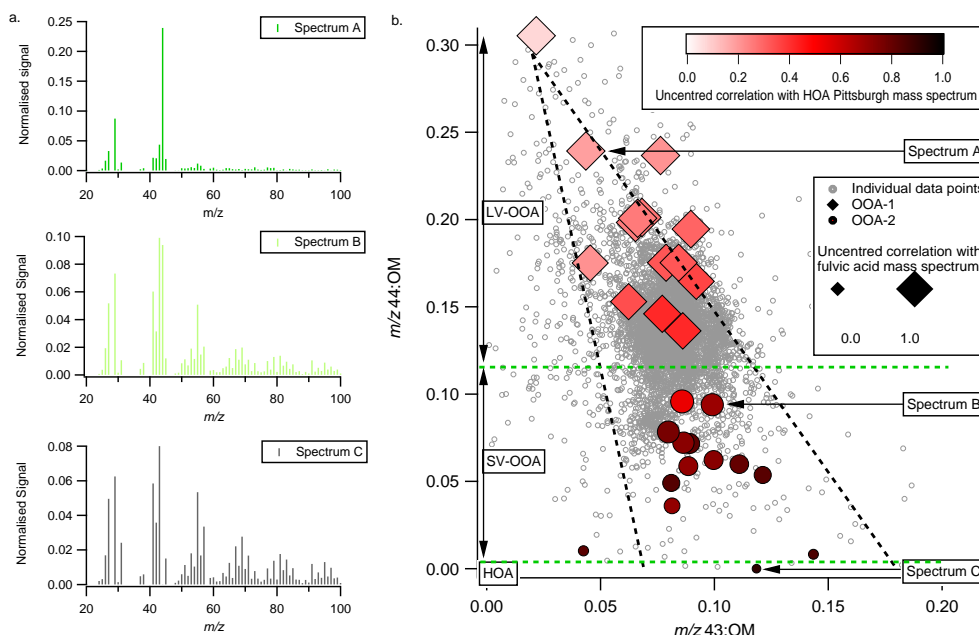 a.
Normalised signal
0.25
0.20
0.15
0.10
0.05
0.00
Spectrum A
20
40
60
80
100
m/z
Normalised signal
0.10
0.08
0.06
0.04
0.02
0.00
Spectrum B
20
40
60
80
100
m/z
Normalised Signal
0.08
0.06
0.04
0.02
0.00
Spectrum C
20
40
60
80
100
m/z
b.
m/z 44:OM
0.30
0.25
0.20
0.15
0.10
0.05
0.00
LV-OOA
SV-OOA
HOA
0.0
0.2
0.4
0.6
0.8
1.0
Uncentred correlation with HOA Pittsburgh mass spectrum
Spectrum A
Individual data points
OOA-1
OOA-2
Uncentred correlation with
fulvic acid mass spectrum
0.0
1.0
Spectrum B
Spectrum C
0.00
0.05
0.10
0.15
0.20
m/z 43:OM